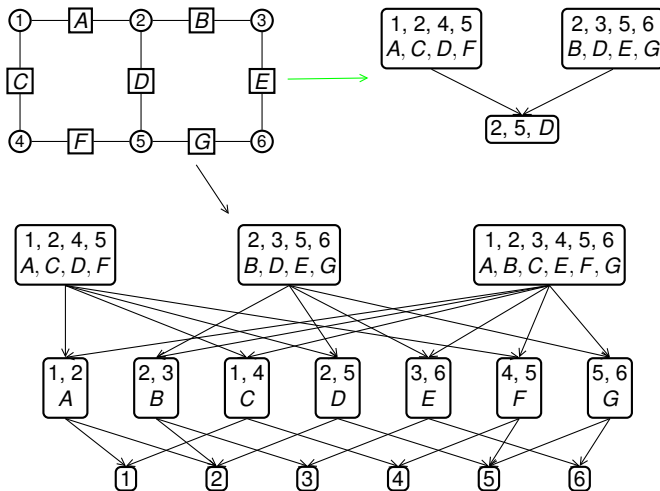 1 A 2 B 3
C D E
4 F 5 G 6
1, 2, 4, 5
A, C, D, F
2, 3, 5, 6
B, D, E, G
2, 5, D
1, 2, 4, 5
A, C, D, F
2, 3, 5, 6
B, D, E, G
1, 2, 3, 4, 5, 6
A, B, C, E, F, G
1, 2
A
2, 3
B
1, 4
C
2, 5
D
3, 6
E
4, 5
F
5, 6
G
1 2 3 4 5 6